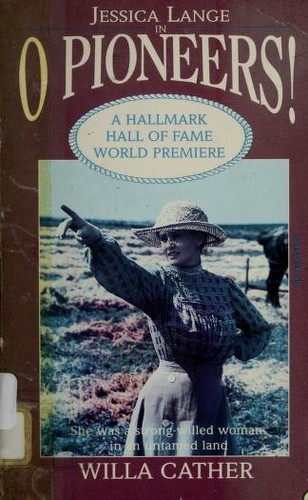 JESSICA LANGE
IN
O PIONEERS!
A HALLMARK
HALL OF FAME
WORLD PREMIERE
She was a strong-willed woman
in an untamed land
WILLA CATHER